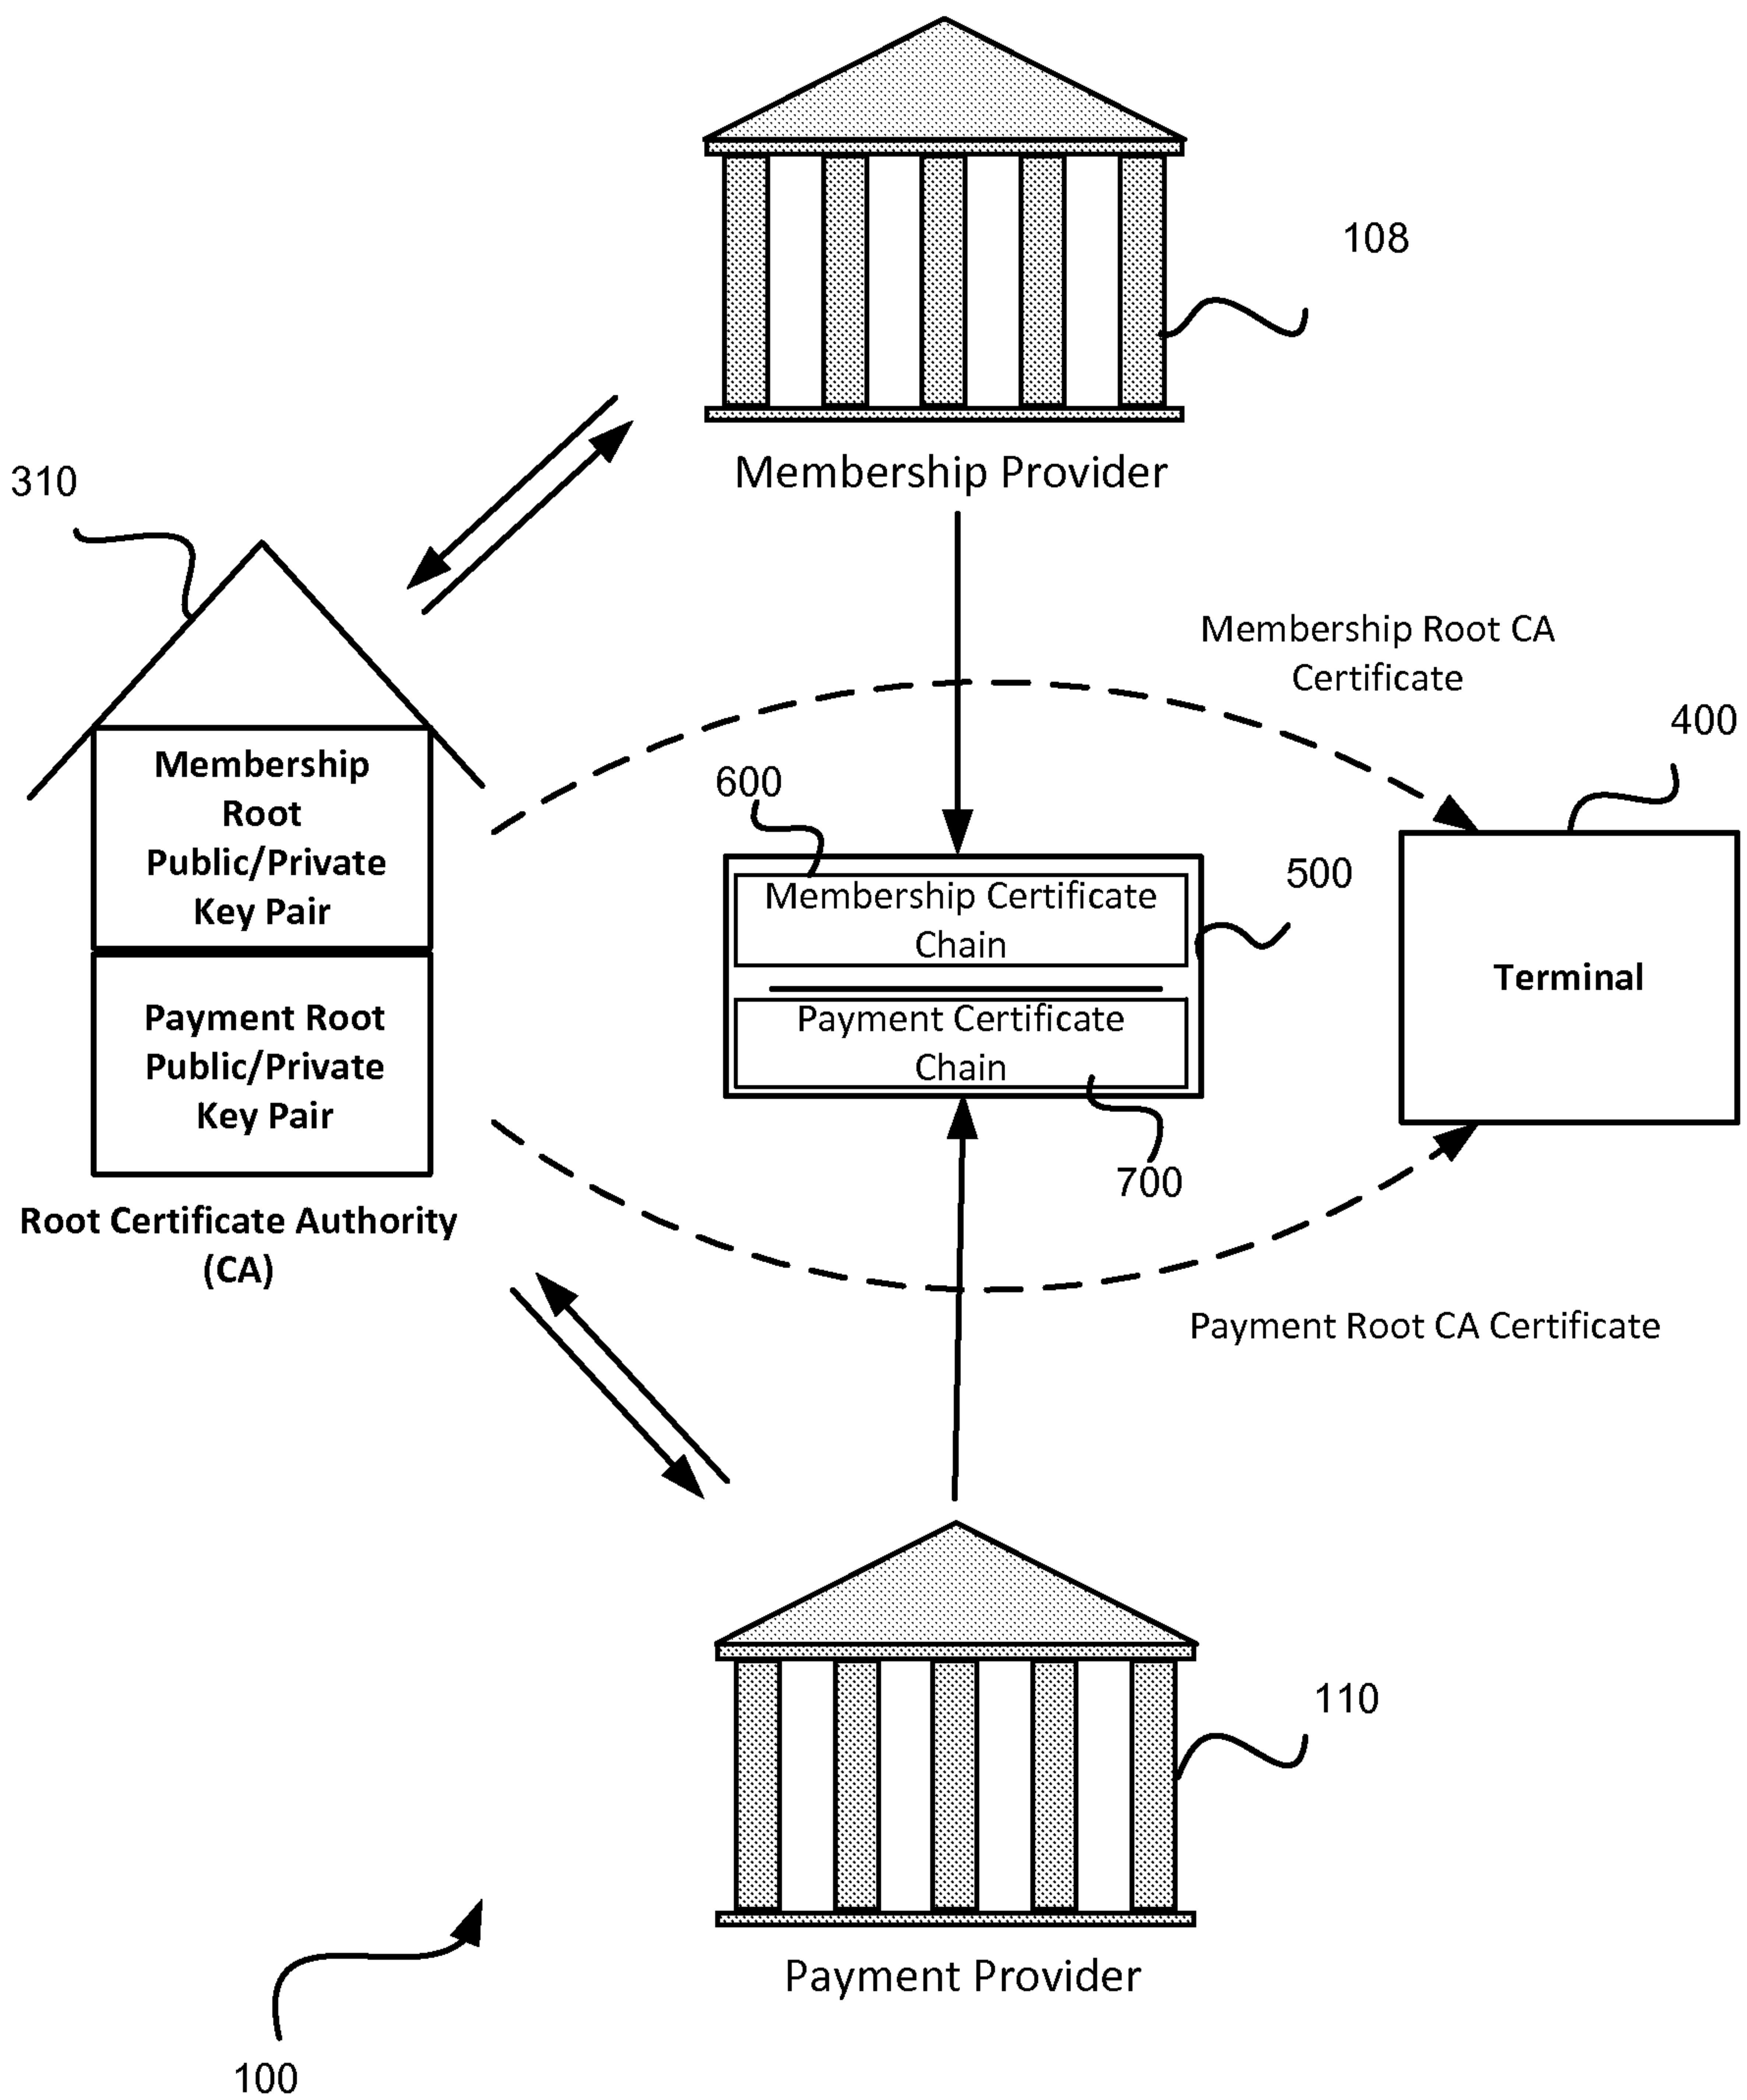 108
Membership Provider
310
Membership Root CA
Certificate
400
Membership
Root
Public/Private
Key Pair
600
500
Membership Certificate
Chain
Terminal
Payment Root
Public/Private
Key Pair
Payment Certificate
Chain
700
Root Certificate Authority
(CA)
Payment Root CA Certificate
110
Payment Provider
100